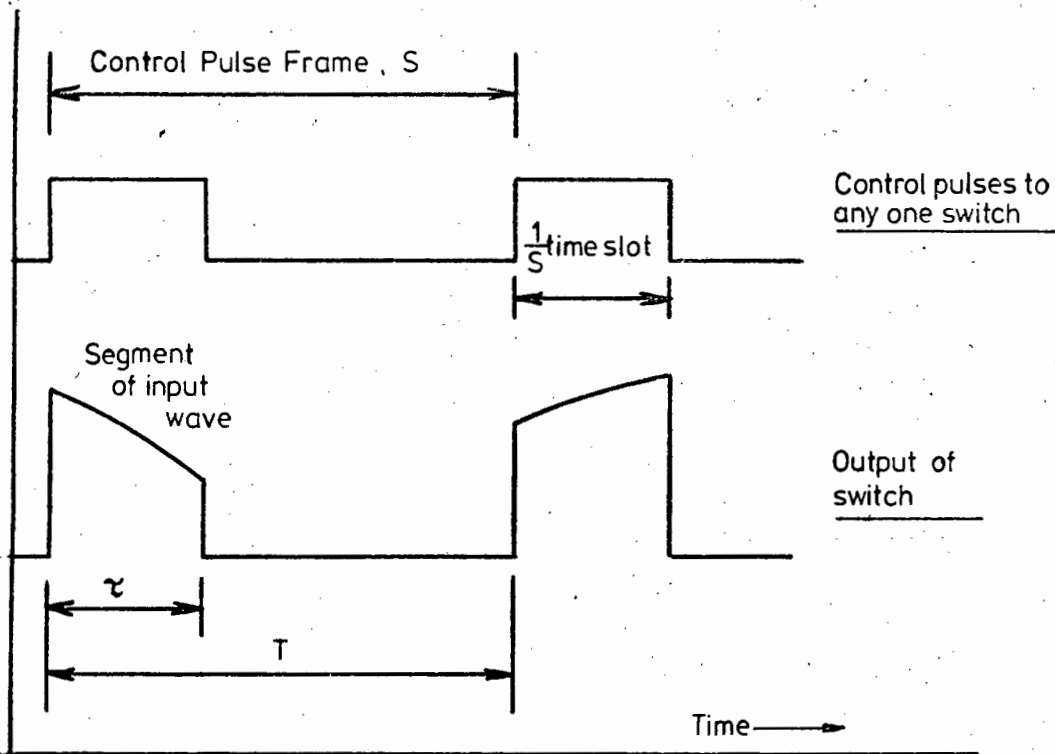 Control Pulse Frame, S
Control pulses to
any one switch
1/S time slot
Segment
of input
wave
Output of
switch
τ
T
Time